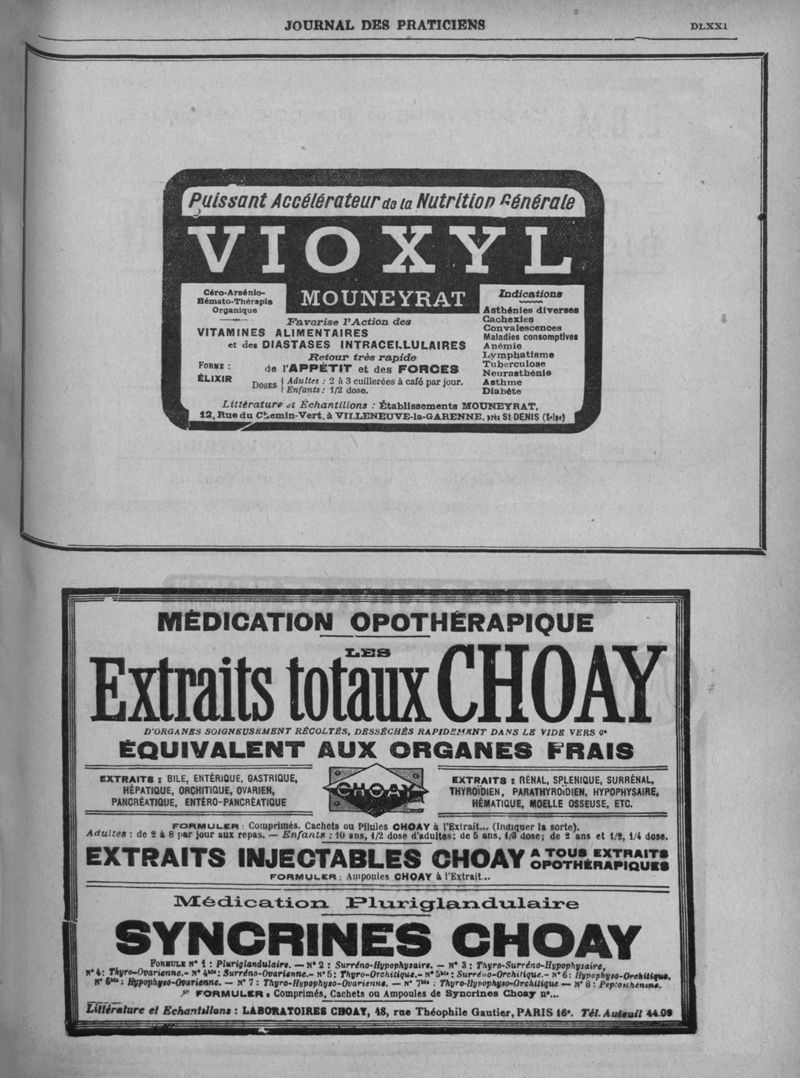 JOURNAL DES PRATICIENS
DLXXI
Puissant Accélérateur de la Nutrition Générale
VIOXYL
MOUNEYRAT
Céro-Arsénio-
Hémato-Thérapie
Organique
Favorise l'Action des
VITAMINES ALIMENTAIRES
et des DIASTASES INTRACELLULAIRES
Retour très rapide
de l'APPÉTIT et des FORCES
FORME :
ÉLIXIR
DOSES
Adultes : 2 à 3 cuillerées à café par jour.
Enfants : 1/2 dose.
Indications
Asthénies diverses
Cachexies
Convalescences
Maladies consomptives
Anémie
Lymphatisme
Tuberculose
Neurasthénie
Asthme
Diabète
Littérature et Échantillons : Établissements MOUNEYRAT,
12, Rue du Chemin-Vert, à VILLENEUVE-la-GARENNE, près St-DENIS (Seine)
MÉDICATION OPOTHÉRAPIQUE
LES
Extraits totaux CHOAY
D'ORGANES SOIGNEUSEMENT RÉCOLTÉS, DESSÉCHÉS RAPIDEMENT DANS LE VIDE VERS 0°
ÉQUIVALENT AUX ORGANES FRAIS
EXTRAITS : BILE, ENTÉRIQUE, GASTRIQUE,
HÉPATIQUE, ORCHITIQUE, OVARIEN,
PANCRÉATIQUE, ENTÉRO-PANCRÉATIQUE
CHOAY
EXTRAITS : RÉNAL, SPLENIQUE, SURRÉNAL,
THYROÏDIEN, PARATHYROÏDIEN, HYPOPHYSAIRE,
HÉMATIQUE, MOELLE OSSEUSE, ETC.
FORMULER : Comprimés, Cachets ou Pilules CHOAY à l'Extrait... (Indiquer la sorte).
Adultes : de 2 à 8 par jour aux repas. — Enfants : 10 ans, 1/2 dose d'adultes; de 5 ans, 1/3 dose; de 2 ans et 1/2, 1/4 dose.
EXTRAITS INJECTABLES CHOAY A TOUS EXTRAITS OPOTHÉRAPIQUES
FORMULER : Ampoules CHOAY à l'Extrait...
Médication Pluriglandulaire
SYNCRINES CHOAY
FORMULE N° 1 : Pluriglandulaire. — N° 2 : Surréno-Hypophysaire. — N° 3 : Thyro-Surréno-Hypophysaire,
N° 4 : Thyro-Ovarienne. - N° 4bis : Surréno-Ovarienne. - N° 5 : Thyro-Orchitique. - N° 5bis : Surréno-Orchitique. - N° 6 : Hypophyso-Orchitique.
N° 6bis : Hypophyso-Ovarienne. — N° 7 : Thyro-Hypophyso-Ovarienne. — N° 7bis : Thyro-Hypophyso-Orchitique — N° 8 :
FORMULER : Comprimés, Cachets ou Ampoules de Syncrines Choay n°...
Littérature et Echantillons : LABORATOIRES CHOAY, 48, rue Théophile Gautier, PARIS 16e. Tél. Auteuil 44.09